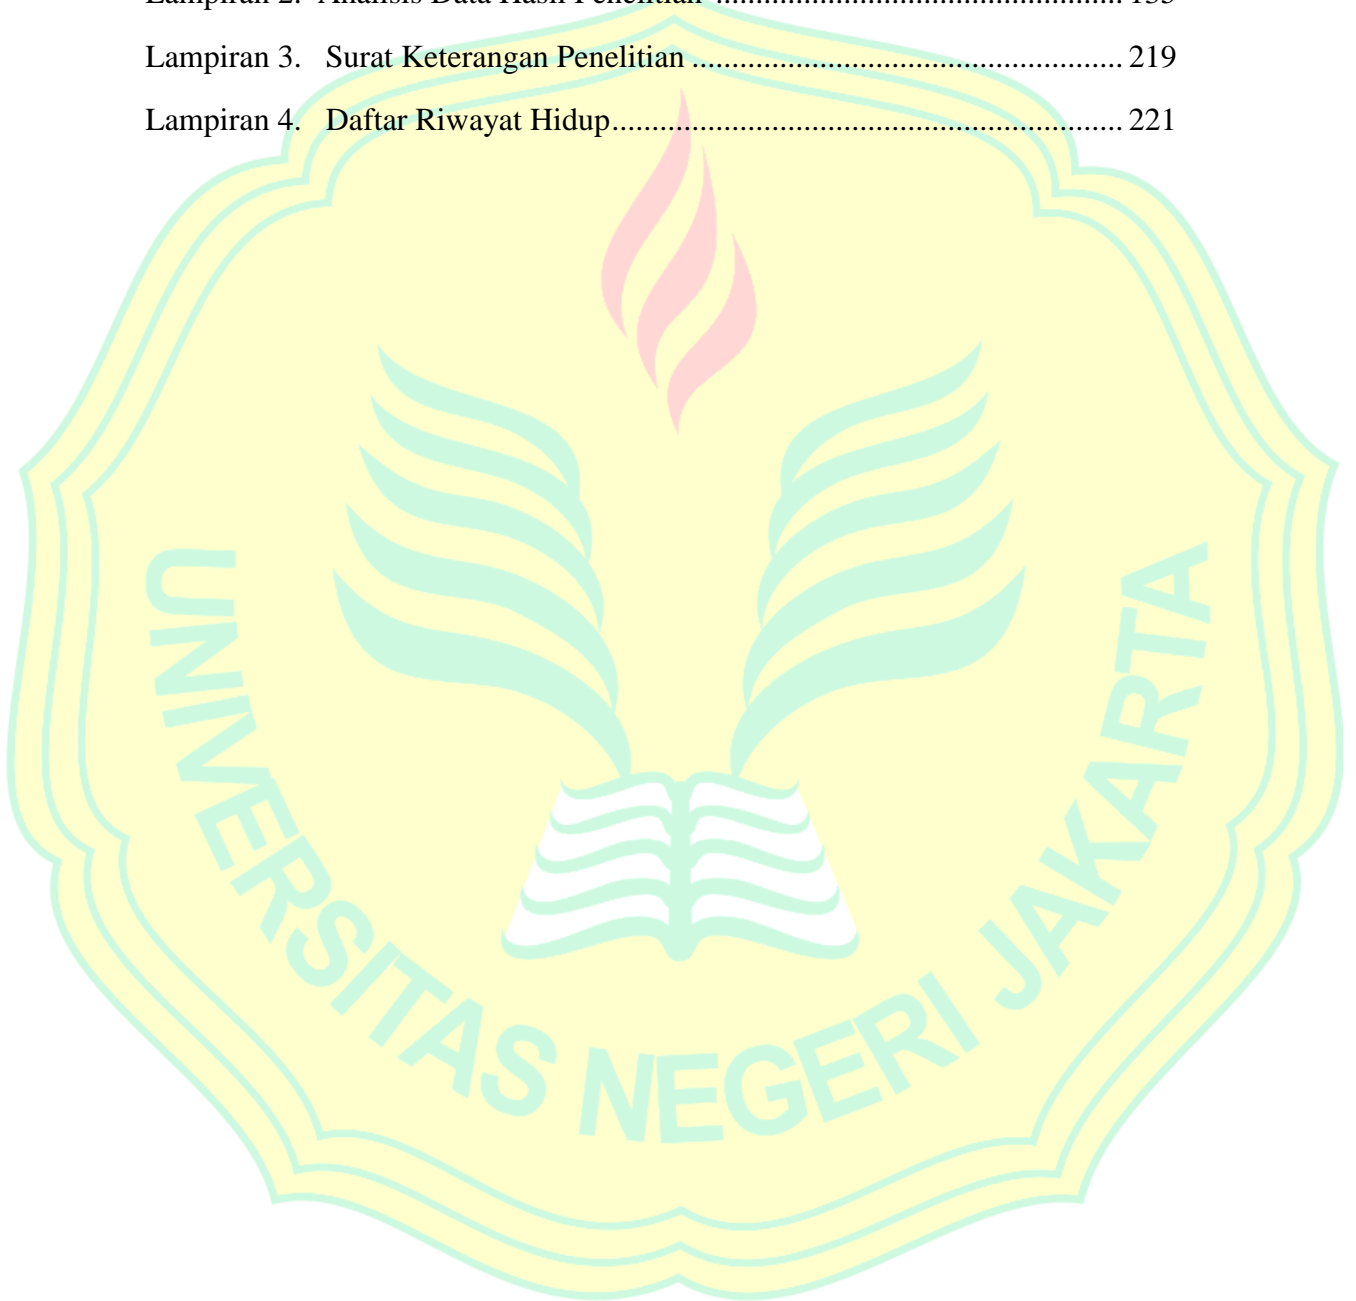 Lampiran 2. Analisis Data Hasil Penelitian ................................................... 155
Lampiran 3. Surat Keterangan Penelitian ...................................................... 219
Lampiran 4. Daftar Riwayat Hidup................................................................ 221
UNIVERSITAS NEGERI JAKARTA